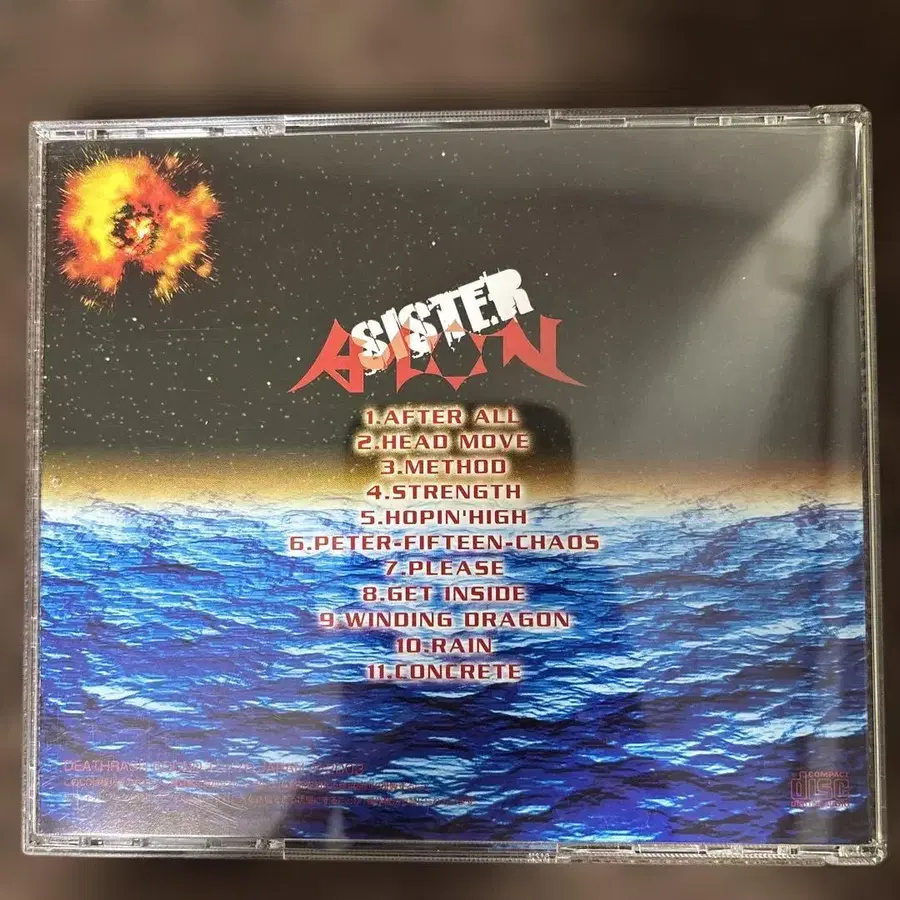 SISTER
1.AFTER ALL
2.HEAD MOVE
3.METHOD
4.STRENGTH
5.HOPIN'HIGH
6.PETER-FIFTEEN-CHAOS
7.PLEASE
8.GET INSIDE
9.WINDING DRAGON
10.RAIN
11.CONCRETE
COMPACT
disc
DIGITAL AUDIO